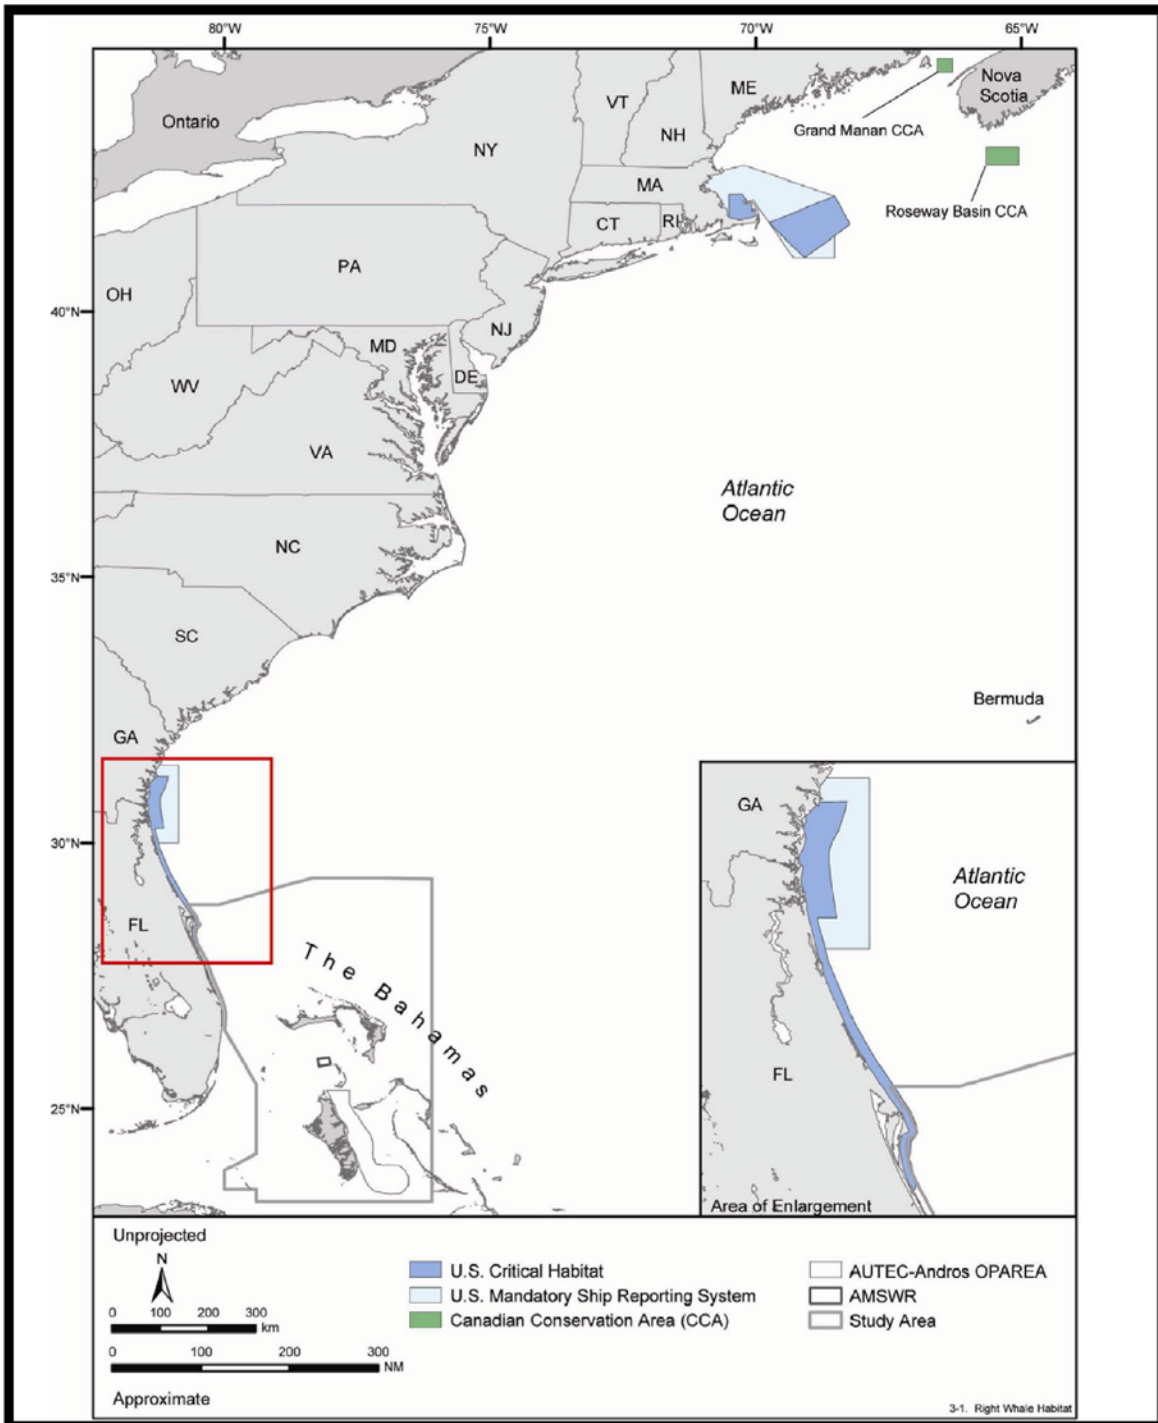 80°W 75°W 70°W 65°W
Ontario
NY
VT
NH
ME
Nova
Scotia
Grand Manan CCA
MA
CT
RI
Roseway Basin CCA
PA
OH
40°N
NJ
MD
DE
WV
VA
Atlantic
Ocean
NC
35°N
SC
Bermuda
GA
30°N
FL
The Bahamas
25°N
GA
Atlantic
Ocean
FL
Area of Enlargement
Unprojected
N
0 100 200 300
km
0 100 200 300
NM
Approximate
U.S. Critical Habitat
U.S. Mandatory Ship Reporting System
Canadian Conservation Area (CCA)
AUTEC-Andros OPAREA
AMSWR
Study Area
3-1. Right Whale Habitat